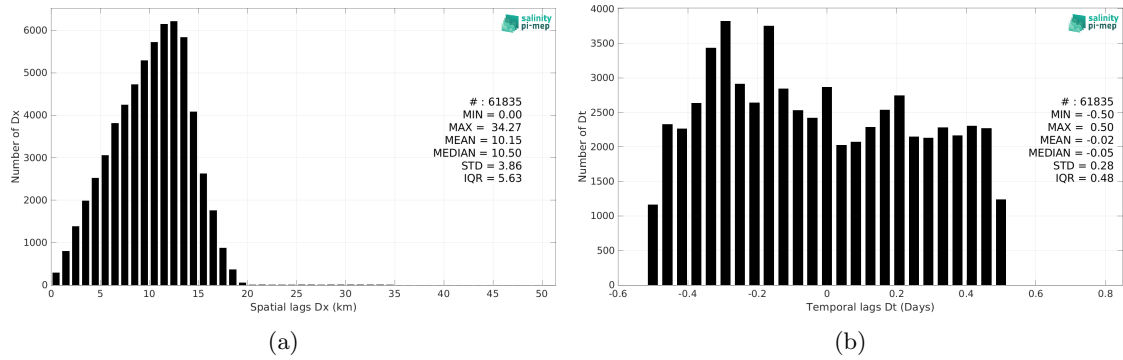 salinity
pi-mep
6000
5000
4000
3000
2000
1000
0
Number of Dx
# : 61835
MIN = 0.00
MAX = 34.27
MEAN = 10.15
MEDIAN = 10.50
STD = 3.86
IQR = 5.63
0 5 10 15 20 25 30 35 40 45 50
Spatial lags Dx (km)
(a)
salinity
pi-mep
4000
3500
3000
2500
2000
1500
1000
500
0
Number of Dt
# : 61835
MIN = -0.50
MAX = 0.50
MEAN = -0.02
MEDIAN = -0.05
STD = 0.28
IQR = 0.48
-0.6 -0.4 -0.2 0 0.2 0.4 0.6 0.8
Temporal lags Dt (Days)
(b)